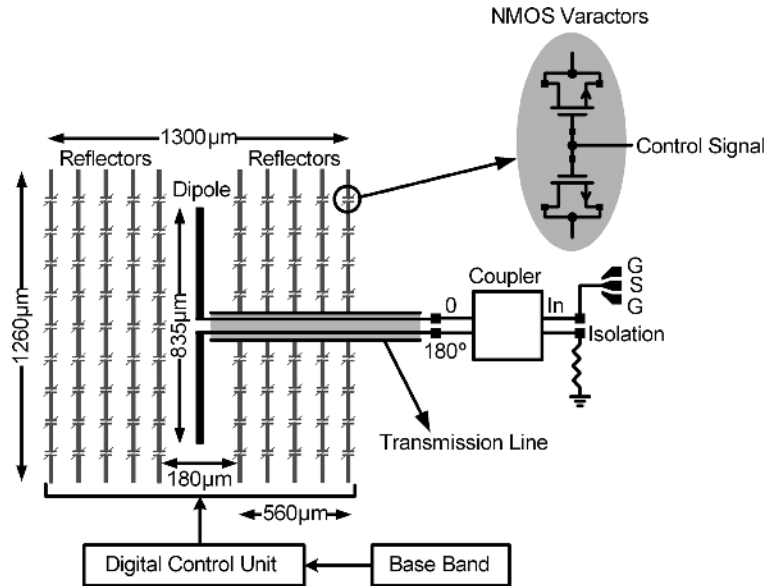 NMOS Varactors
1300µm
Reflectors
Reflectors
Dipole
Control Signal
1260µm
835µm
Coupler
0
In
180º
G
S
G
Isolation
Transmission Line
180µm
560µm
Digital Control Unit
Base Band